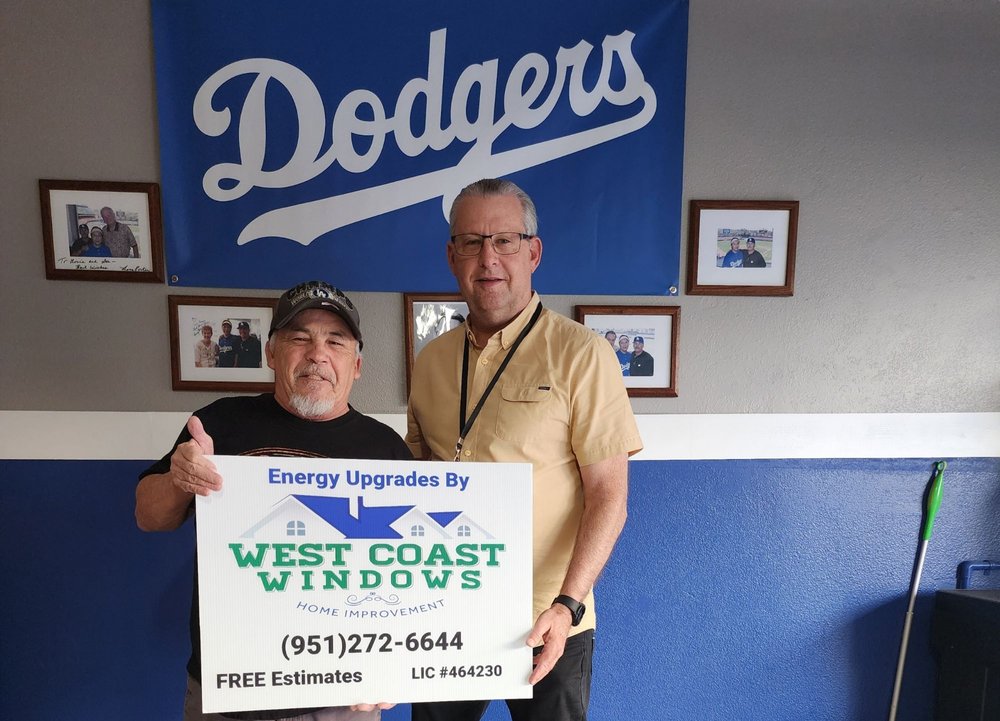 Dodgers
Energy Upgrades By
WEST COAST
WINDOWS
HOME IMPROVEMENT
(951)272-6644
FREE Estimates
LIC #464230